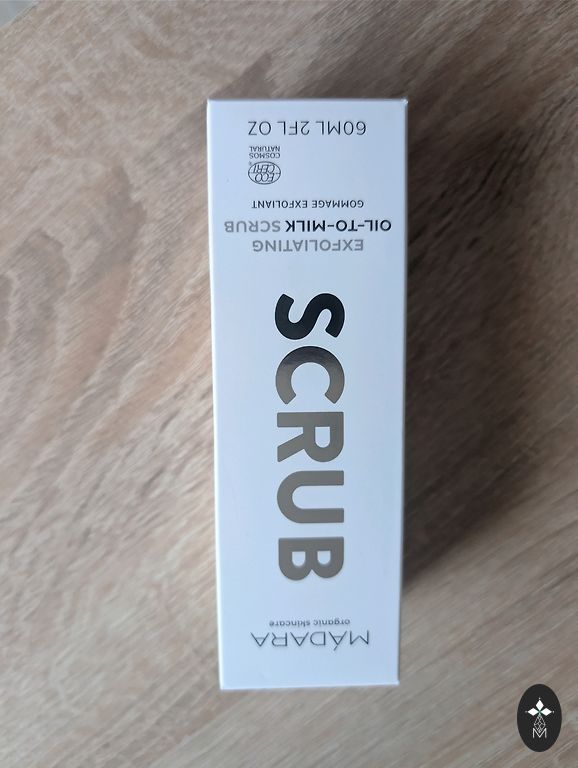 MÁDARA
organic skincare
SCRUB
EXFOLIATING
OIL-TO-MILK SCRUB
GOMMAGE EXFOLIANT
ECO
CERT
®
COSMOS
NATURAL
60ML 2FL OZ
M